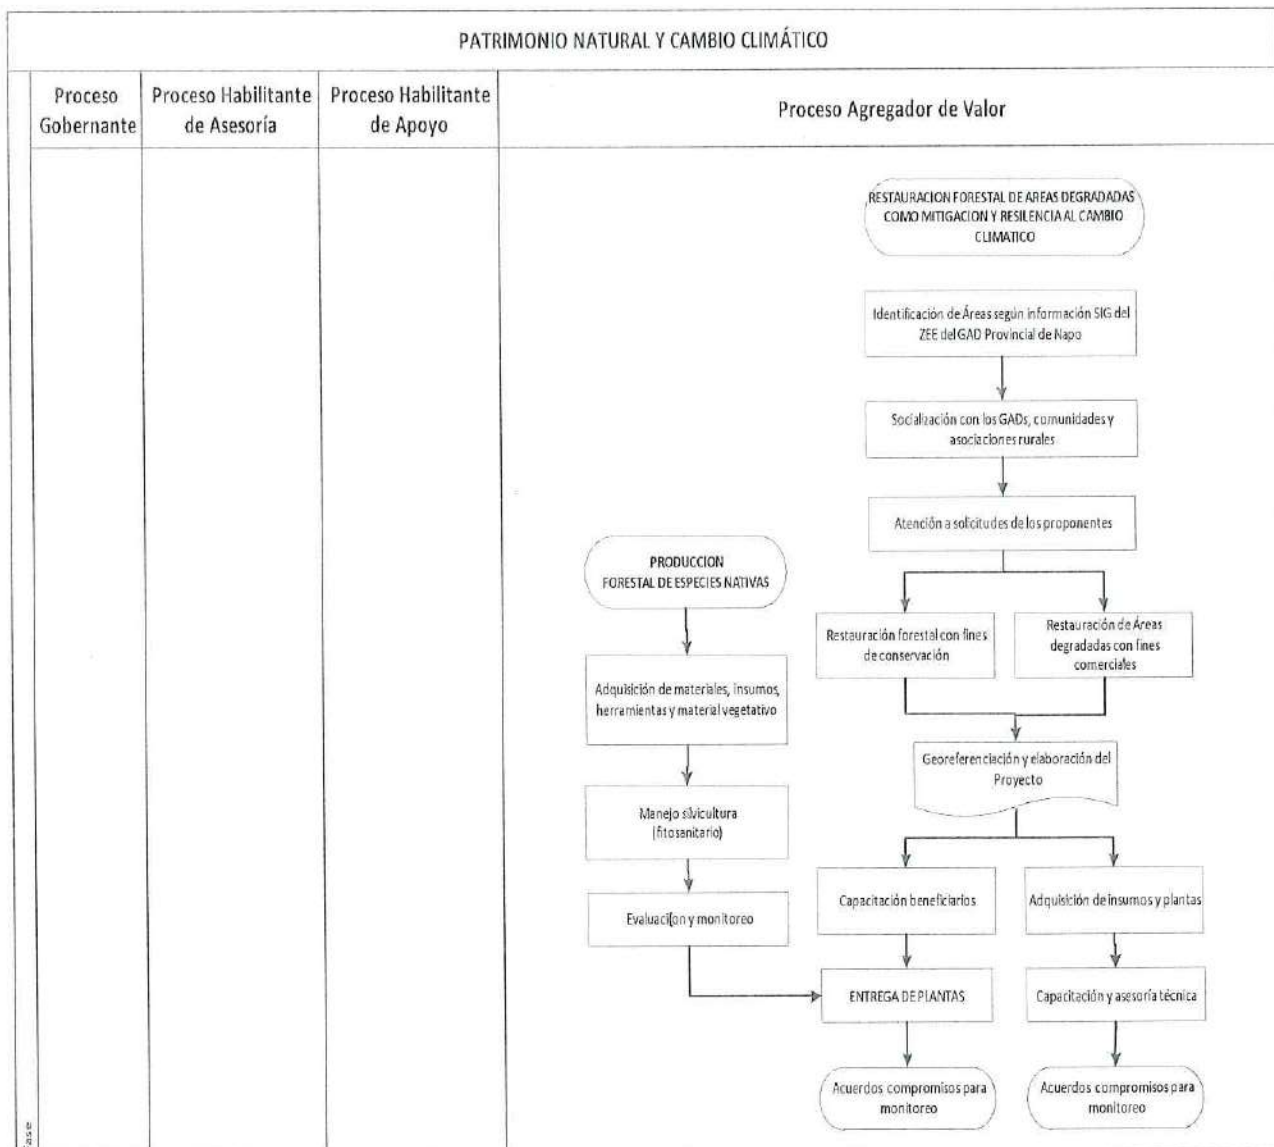 PATRIMONIO NATURAL Y CAMBIO CLIMÁTICO
Proceso
Gobernante
Proceso Habilitante
de Asesoría
Proceso Habilitante
de Apoyo
Proceso Agregador de Valor
RESTAURACION FORESTAL DE AREAS DEGRADADAS
COMO MITIGACION Y RESILENCIA AL CAMBIO
CLIMATICO
Identificación de Áreas según información SIG del
ZEE del GAD Provincial de Napo
Socialización con los GADs, comunidades y
asociaciones rurales
Atención a solicitudes de los proponentes
PRODUCCION
FORESTAL DE ESPECIES NATIVAS
Restauración forestal con fines
de conservación
Restauración de Áreas
degradadas con fines
comerciales
Adquisición de materiales, insumos,
herramientas y material vegetativo
Georeferenciación y elaboración del
Proyecto
Manejo silvicultura
(fitosanitario)
Capacitación beneficiarios
Adquisición de insumos y plantas
Evaluaci[on y monitoreo
ENTREGA DE PLANTAS
Capacitación y asesoría técnica
Acuerdos compromisos para
monitoreo
Acuerdos compromisos para
monitoreo